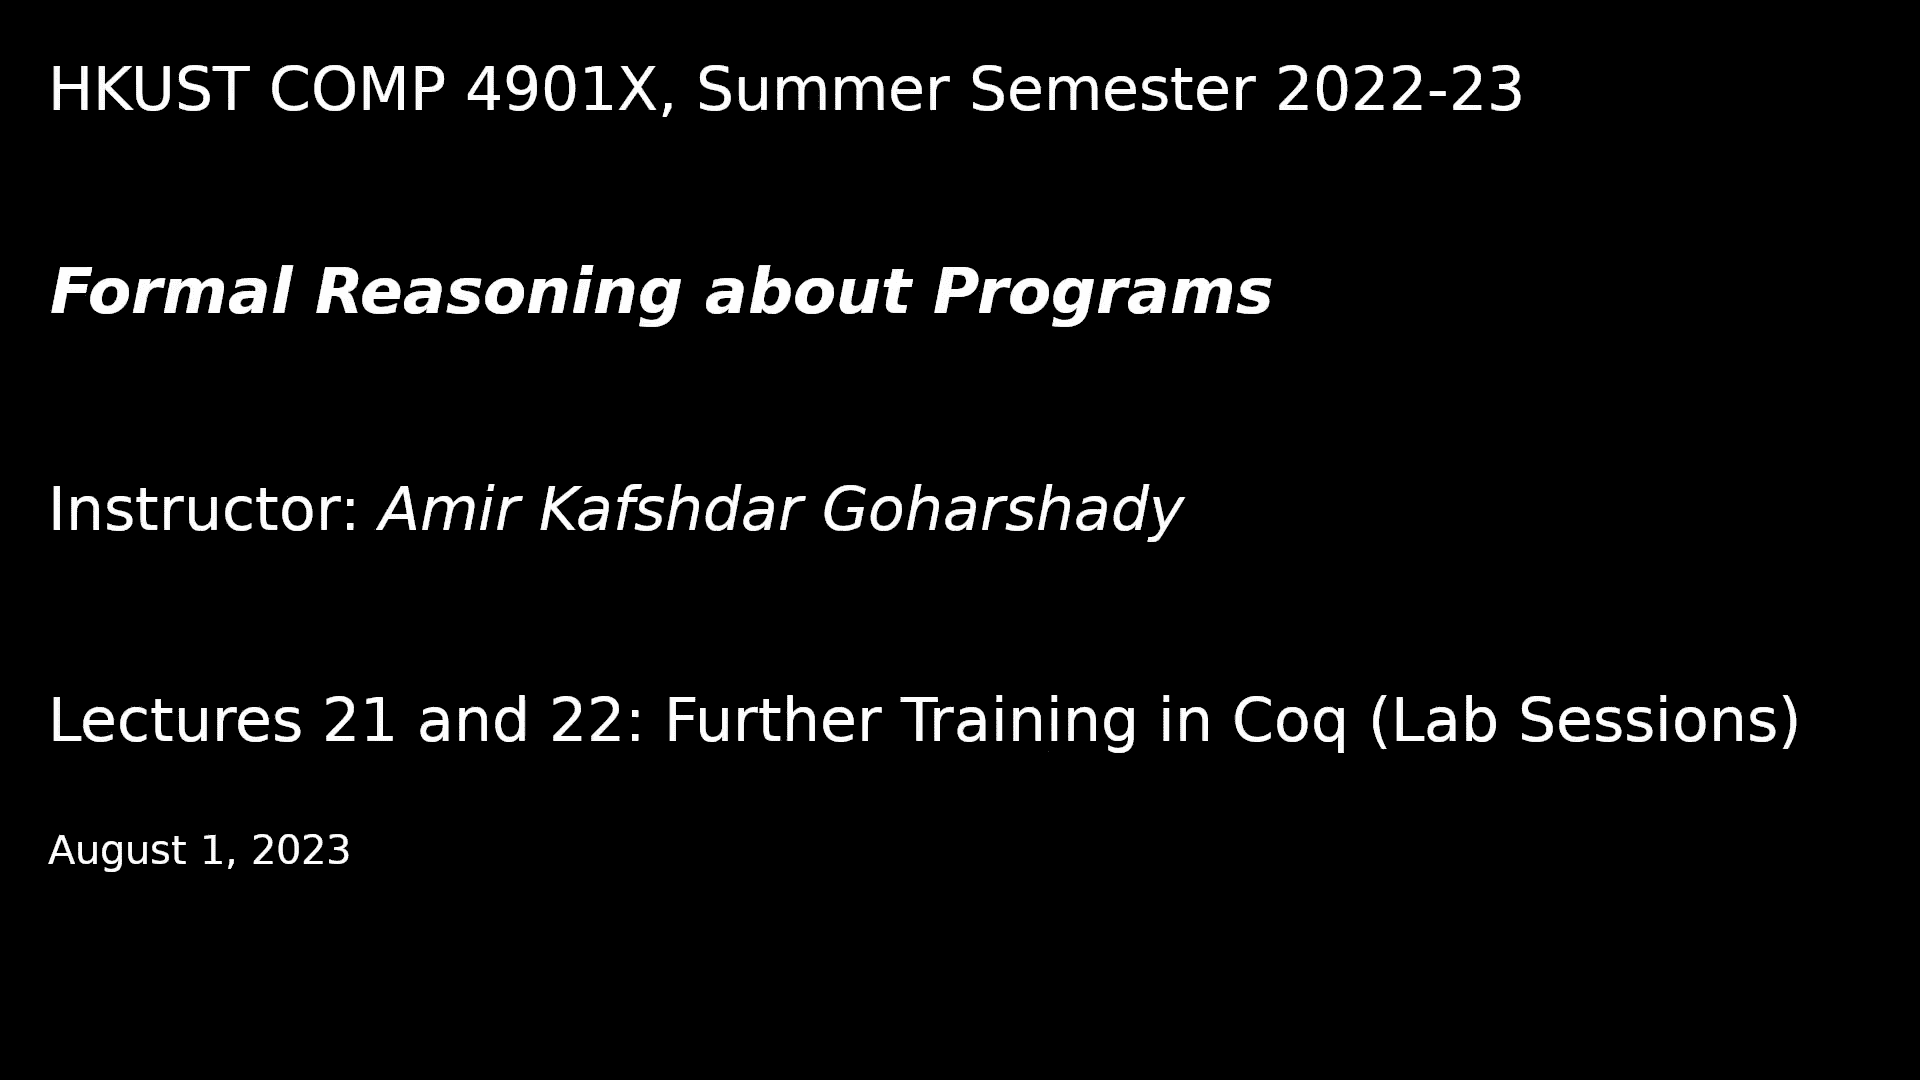 HKUST COMP 4901X, Summer Semester 2022-23
Formal Reasoning about Programs
Instructor: Amir Kafshdar Goharshady
Lectures 21 and 22: Further Training in Coq (Lab Sessions)
August 1, 2023